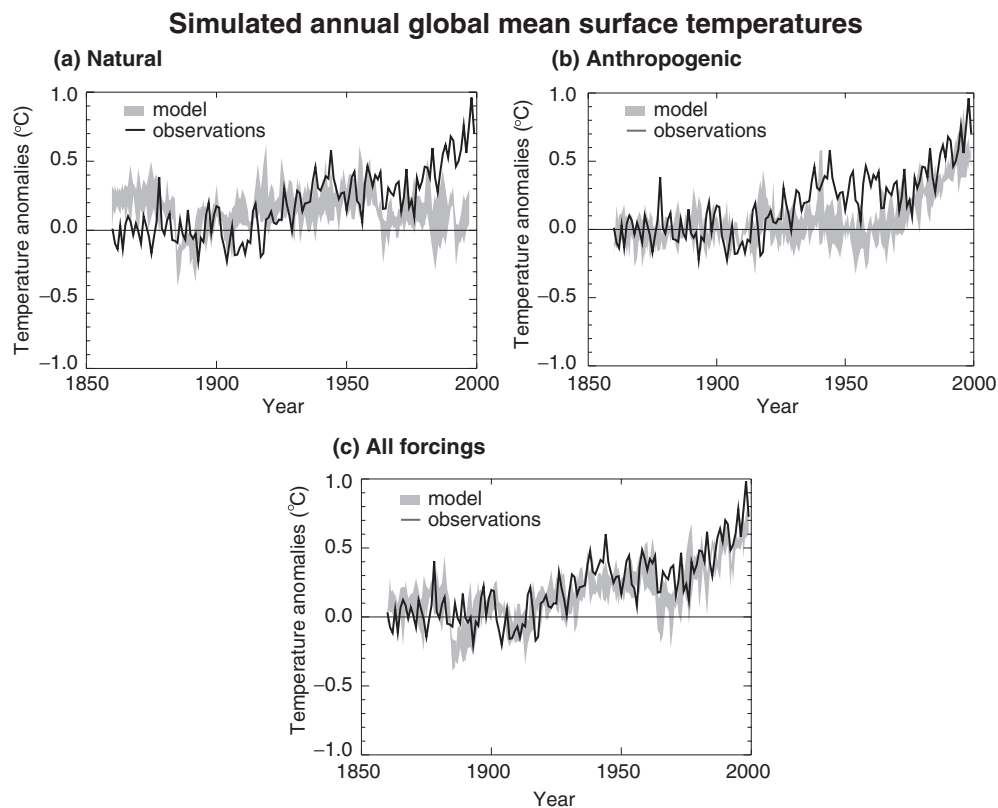 Simulated annual global mean surface temperatures
(a) Natural
Temperature anomalies (°C)
1.0
0.5
0.0
−0.5
−1.0
model
observations
1850 1900 1950 2000
Year
(b) Anthropogenic
Temperature anomalies (°C)
1.0
0.5
0.0
−0.5
−1.0
model
observations
1850 1900 1950 2000
Year
(c) All forcings
Temperature anomalies (°C)
1.0
0.5
0.0
−0.5
−1.0
model
observations
1850 1900 1950 2000
Year